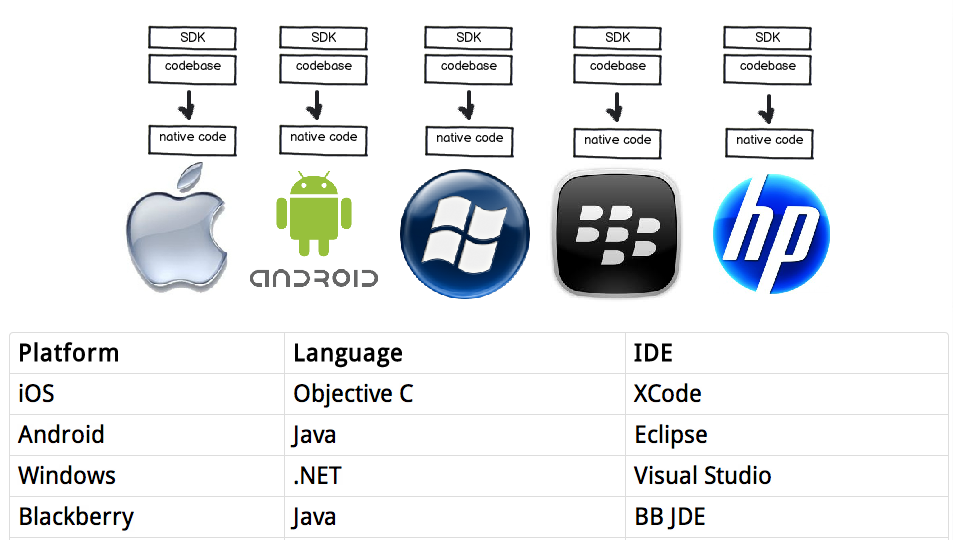 SDK SDK SDK SDK SDK
codebase codebase codebase codebase codebase
native code native code native code native code native code
ANDROID hp
Platform Language IDE
iOS Objective C XCode
Android Java Eclipse
Windows .NET Visual Studio
Blackberry Java BB JDE